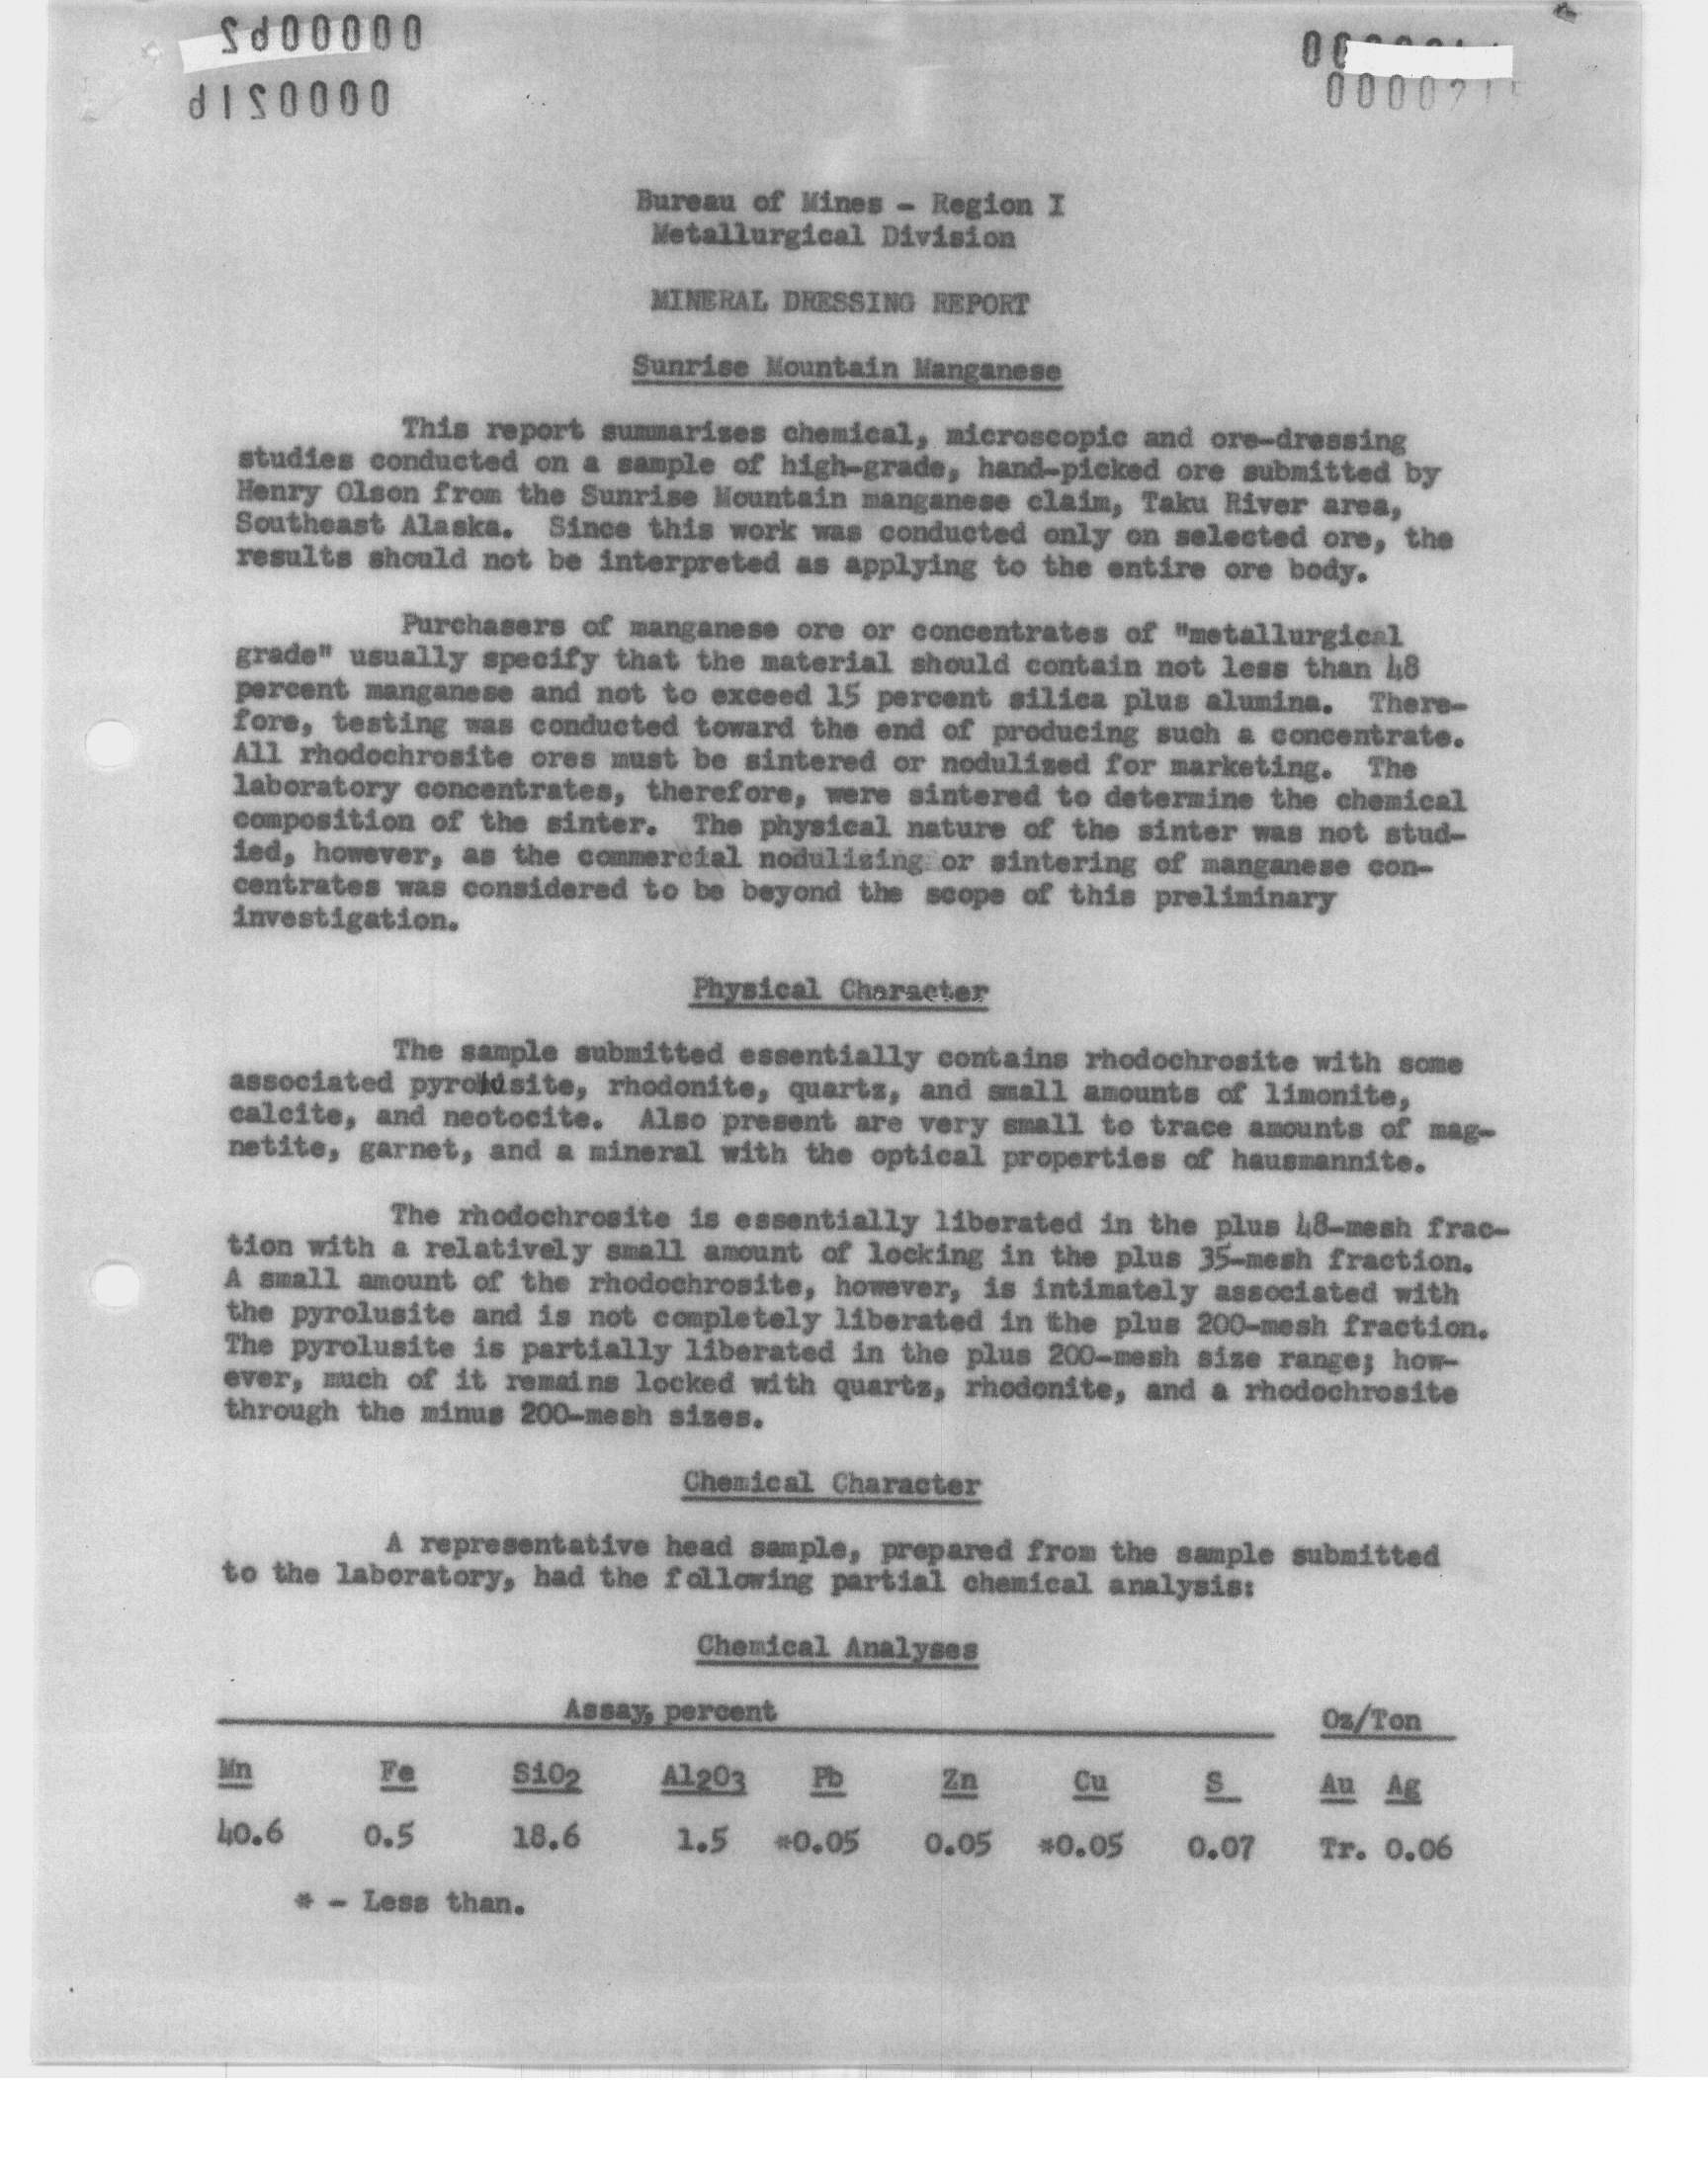 Bureau of Mines - Region I
Metallurgical Division
MINERAL DRESSING REPORT
Sunrise Mountain Manganese
This report summarizes chemical, microscopic and ore-dressing
studies conducted on a sample of high-grade, hand-picked ore submitted by
Henry Olson from the Sunrise Mountain manganese claim, Taku River area,
Southeast Alaska. Since this work was conducted only on selected ore, the
results should not be interpreted as applying to the entire ore body.
Purchasers of manganese ore or concentrates of "metallurgical
grade" usually specify that the material should contain not less than 48
percent manganese and not to exceed 15 percent silica plus alumina. There-
fore, testing was conducted toward the end of producing such a concentrate.
All rhodochrosite ores must be sintered or nodulized for marketing. The
laboratory concentrates, therefore, were sintered to determine the chemical
composition of the sinter. The physical nature of the sinter was not stud-
ied, however, as the commercial nodulizing or sintering of manganese con-
centrates was considered to be beyond the scope of this preliminary
investigation.
Physical Character
The sample submitted essentially contains rhodochrosite with some
associated pyrolusite, rhodonite, quartz, and small amounts of limonite,
calcite, and neotocite. Also present are very small to trace amounts of mag-
netite, garnet, and a mineral with the optical properties of hausmannite.
The rhodochrosite is essentially liberated in the plus 48-mesh frac-
tion with a relatively small amount of locking in the plus 35-mesh fraction.
A small amount of the rhodochrosite, however, is intimately associated with
the pyrolusite and is not completely liberated in the plus 200-mesh fraction.
The pyrolusite is partially liberated in the plus 200-mesh size range; how-
ever, much of it remains locked with quartz, rhodonite, and a rhodochrosite
through the minus 200-mesh sizes.
Chemical Character
A representative head sample, prepared from the sample submitted
to the laboratory, had the following partial chemical analysis:
Chemical Analyses
Assay, percent Oz/Ton
Mn Fe SiO2 Al2O3 Pb Zn Cu S Au Ag
40.6 0.5 18.6 1.5 *0.05 0.05 *0.05 0.07 Tr. 0.06
* - Less than.